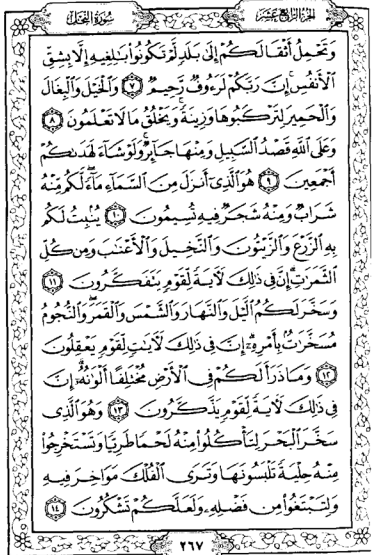 الجزء الرابع عشر
سورة النحل
وَتَحْمِلُ أَثْقَالَكُمْ إِلَىٰ بَلَدٍ لَّمْ تَكُونُوا۟ بَـٰلِغِيهِ إِلَّا بِشِقِّ
ٱلْأَنفُسِ ۚ إِنَّ رَبَّكُمْ لَرَءُوفٌ رَّحِيمٌ ٧ وَٱلْخَيْلَ وَٱلْبِغَالَ
وَٱلْحَمِيرَ لِتَرْكَبُوهَا وَزِينَةً ۚ وَيَخْلُقُ مَا لَا تَعْلَمُونَ ٨
وَعَلَى ٱللَّهِ قَصْدُ ٱلسَّبِيلِ وَمِنْهَا جَآئِرٌ ۚ وَلَوْ شَآءَ لَهَدَىٰكُمْ
أَجْمَعِينَ ٩ هُوَ ٱلَّذِىٓ أَنزَلَ مِنَ ٱلسَّمَآءِ مَآءً ۖ لَّكُم مِّنْهُ
شَرَابٌ وَمِنْهُ شَجَرٌ فِيهِ تُسِيمُونَ ١٠ يُنۢبِتُ لَكُم
بِهِ ٱلزَّرْعَ وَٱلزَّيْتُونَ وَٱلنَّخِيلَ وَٱلْأَعْنَـٰبَ وَمِن كُلِّ
ٱلثَّمَرَٰتِ ۗ إِنَّ فِى ذَٰلِكَ لَـَٔايَةً لِّقَوْمٍ يَتَفَكَّرُونَ ١١
وَسَخَّرَ لَكُمُ ٱلَّيْلَ وَٱلنَّهَارَ وَٱلشَّمْسَ وَٱلْقَمَرَ ۖ وَٱلنُّجُومُ
مُسَخَّرَٰتٌۢ بِأَمْرِهِۦٓ ۗ إِنَّ فِى ذَٰلِكَ لَـَٔايَـٰتٍ لِّقَوْمٍ يَعْقِلُونَ
١٢ وَمَا ذَرَأَ لَكُمْ فِى ٱلْأَرْضِ مُخْتَلِفًا أَلْوَٰنُهُۥٓ ۗ إِنَّ
فِى ذَٰلِكَ لَـَٔايَةً لِّقَوْمٍ يَذَّكَّرُونَ ١٣ وَهُوَ ٱلَّذِى
سَخَّرَ ٱلْبَحْرَ لِتَأْكُلُوا۟ مِنْهُ لَحْمًا طَرِيًّا وَتَسْتَخْرِجُوا۟
مِنْهُ حِلْيَةً تَلْبَسُونَهَا وَتَرَى ٱلْفُلْكَ مَوَاخِرَ فِيهِ
وَلِتَبْتَغُوا۟ مِن فَضْلِهِۦ وَلَعَلَّكُمْ تَشْكُرُونَ ١٤
٢٦٧